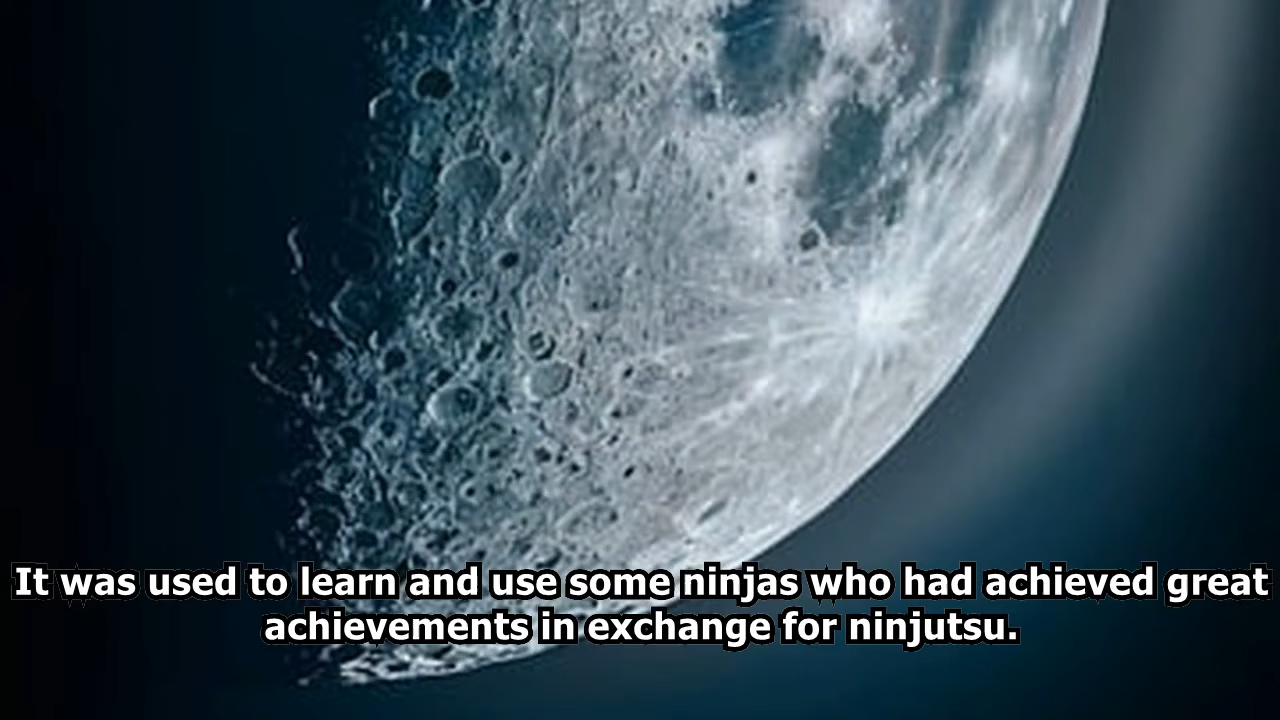 It was used to learn and use some ninjas who had achieved great
achievements in exchange for ninjutsu.